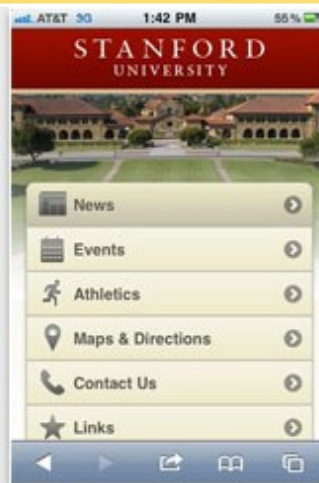 AT&T 3G 1:42 PM 55%
STANFORD
UNIVERSITY
News
Events
Athletics
Maps & Directions
Contact Us
Links